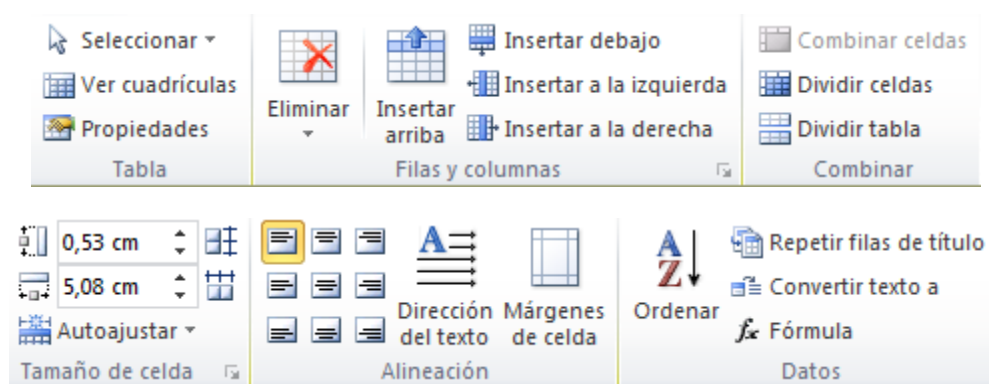 Seleccionar
Ver cuadrículas
Propiedades
Tabla
Eliminar
Insertar
arriba
Insertar debajo
Insertar a la izquierda
Insertar a la derecha
Filas y columnas
Combinar celdas
Dividir celdas
Dividir tabla
Combinar
0,53 cm
5,08 cm
Autoajustar
Tamaño de celda
A
Dirección
del texto
Márgenes
de celda
Alineación
A
Z
Ordenar
Repetir filas de título
Convertir texto a
fx Fórmula
Datos